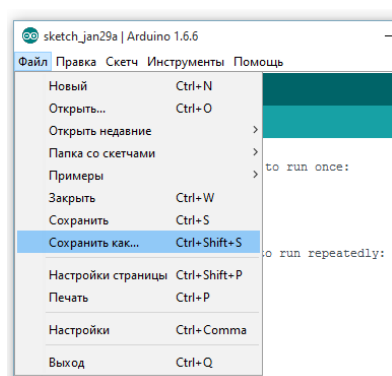 sketch_jan29a | Arduino 1.6.6
Файл Правка Скетч Инструменты Помощь
Новый Ctrl+N
Открыть... Ctrl+O
Открыть недавние >
Папка со скетчами >
Примеры >
to run once:
Закрыть Ctrl+W
Сохранить Ctrl+S
Сохранить как... Ctrl+Shift+S
to run repeatedly:
Настройки страницы Ctrl+Shift+P
Печать Ctrl+P
Настройки Ctrl+Comma
Выход Ctrl+Q